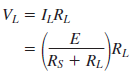 V_L = I_L R_L
= (E / (R_S + R_L)) R_L